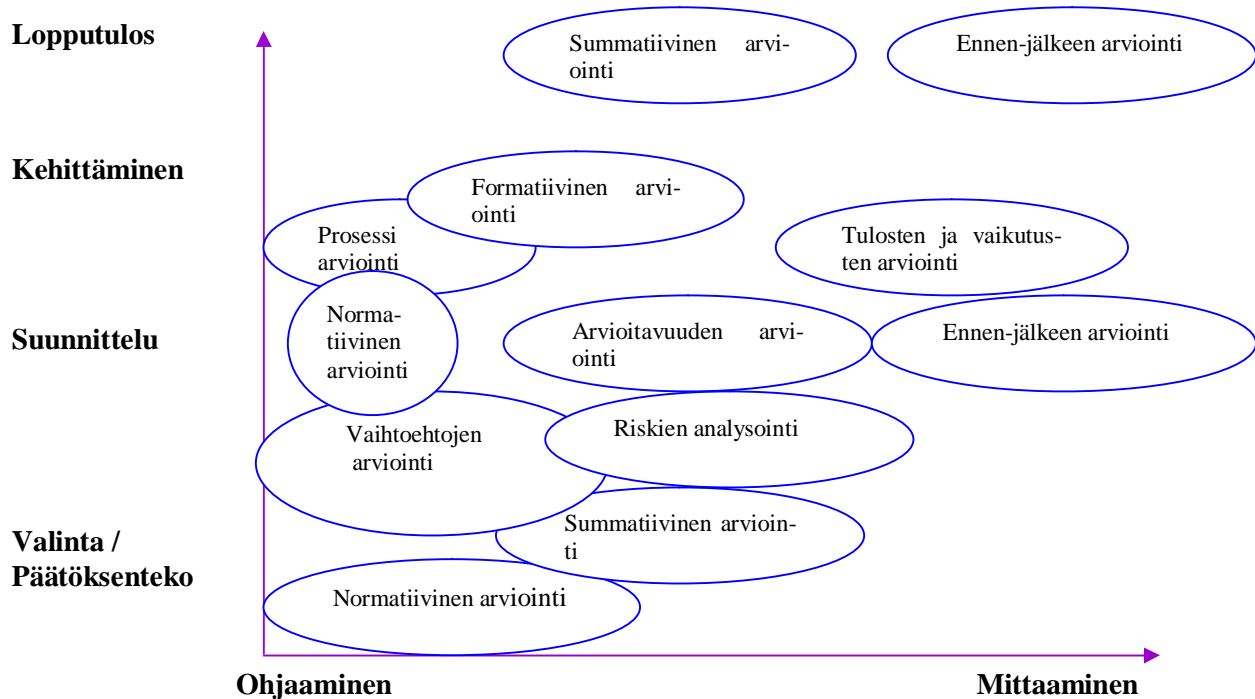 Lopputulos
Summatiivinen arvi-
ointi
Ennen-jälkeen arviointi
Kehittäminen
Formatiivinen arvi-
ointi
Prosessi
arviointi
Tulosten ja vaikutus-
ten arviointi
Suunnittelu
Norma-
tiivinen
arviointi
Arvioitavuuden arvi-
ointi
Ennen-jälkeen arviointi
Vaihtoehtojen
arviointi
Riskien analysointi
Valinta /
Päätöksenteko
Summatiivinen arvioin-
ti
Normatiivinen arviointi
Ohjaaminen
Mittaaminen